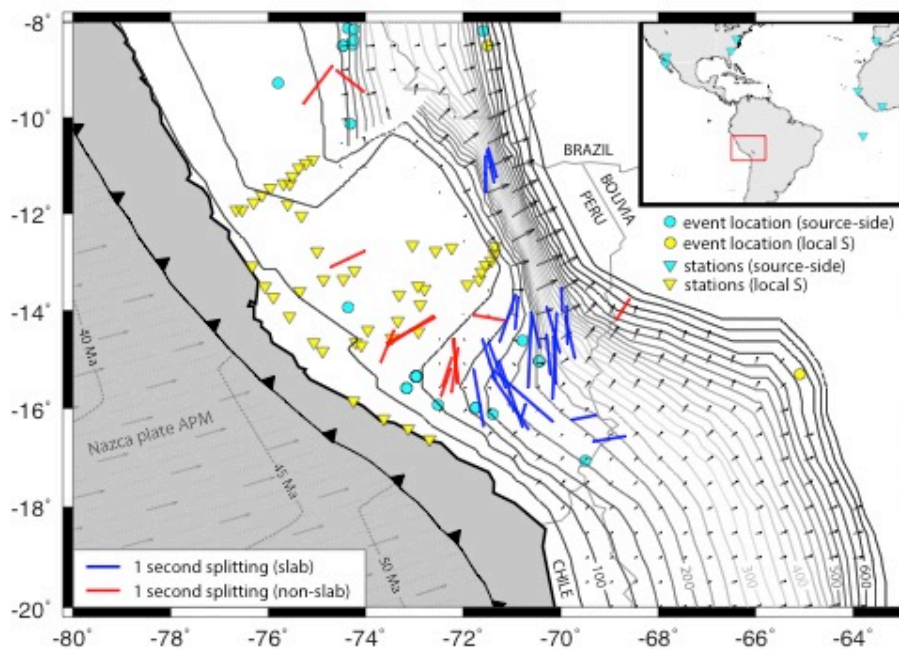 -8°
-10°
-12°
-14°
-16°
-18°
-20°
-80
-78
-76
-74
-72
-70
-68
-66
-64
BRAZIL
BOLIVIA
PERU
CHILE
event location (source-side)
event location (local S)
stations (source-side)
stations (local S)
40 Ma
Nazca plate APM
45 Ma
50 Ma
100
200
300
400
500
600
1 second splitting (slab)
1 second splitting (non-slab)